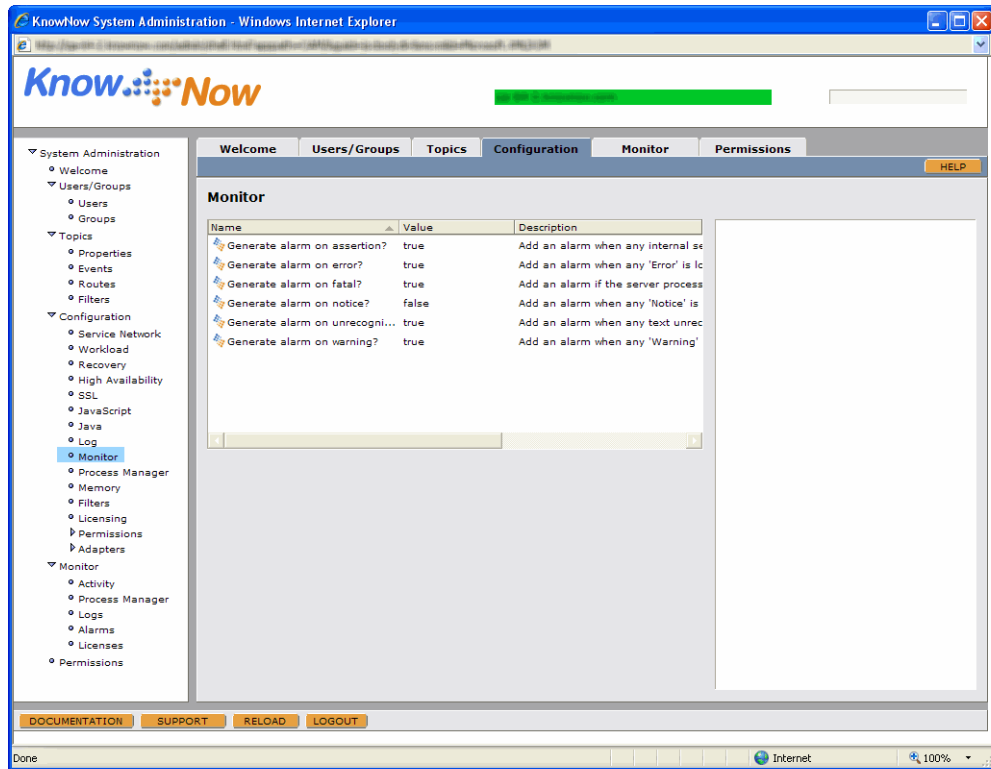 KnowNow System Administration - Windows Internet Explorer
Know Now
Welcome Users/Groups Topics Configuration Monitor Permissions
HELP
System Administration
Welcome
Users/Groups
Users
Groups
Topics
Properties
Events
Routes
Filters
Configuration
Service Network
Workload
Recovery
High Availability
SSL
JavaScript
Java
Log
Monitor
Process Manager
Memory
Filters
Licensing
Permissions
Adapters
Monitor
Activity
Process Manager
Logs
Alarms
Licenses
Permissions
Monitor
Name Value Description
Generate alarm on assertion? true Add an alarm when any internal se
Generate alarm on error? true Add an alarm when any 'Error' is lo
Generate alarm on fatal? true Add an alarm if the server process
Generate alarm on notice? false Add an alarm when any 'Notice' is
Generate alarm on unrecogni... true Add an alarm when any text unrec
Generate alarm on warning? true Add an alarm when any 'Warning'
DOCUMENTATION SUPPORT RELOAD LOGOUT
Done Internet 100%